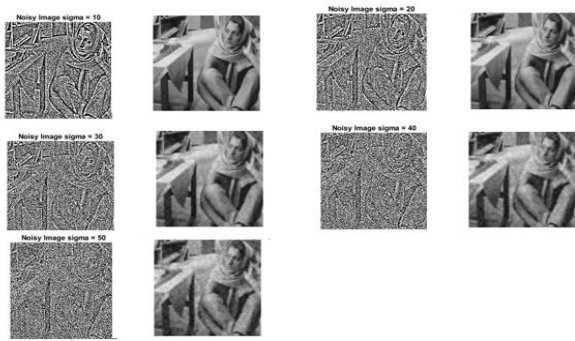 Noisy Image sigma = 10
Noisy Image sigma = 20
Noisy Image sigma = 30
Noisy Image sigma = 40
Noisy Image sigma = 50